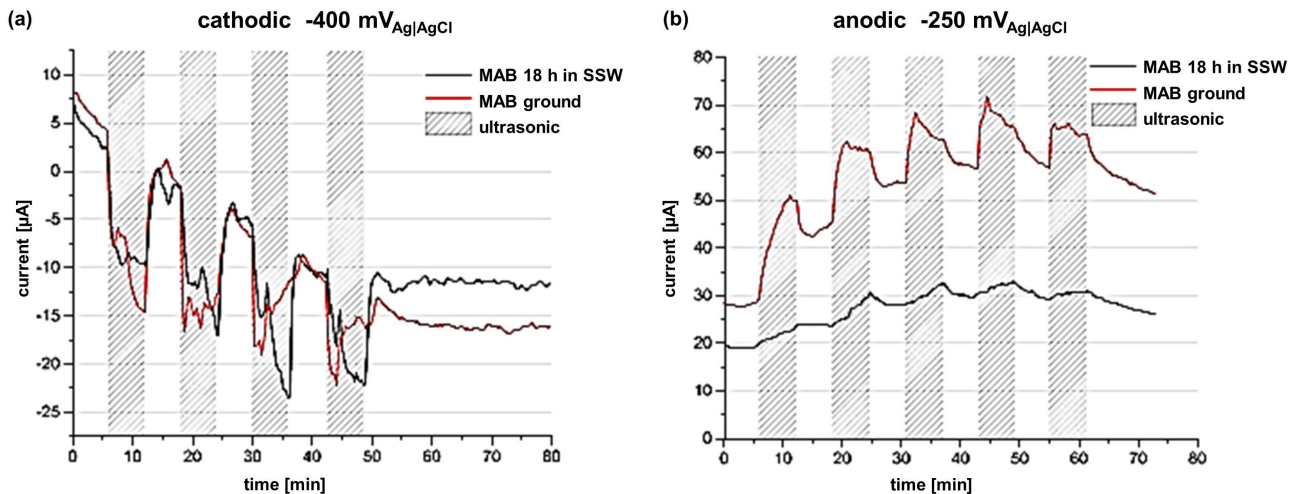 (a) cathodic -400 mVAg|AgCl
MAB 18 h in SSW
MAB ground
ultrasonic
current [µA]
10
5
0
-5
-10
-15
-20
-25
0 10 20 30 40 50 60 70 80
time [min]
(b) anodic -250 mVAg|AgCl
MAB 18 h in SSW
MAB ground
ultrasonic
current [µA]
80
70
60
50
40
30
20
10
0
0 10 20 30 40 50 60 70 80
time [min]